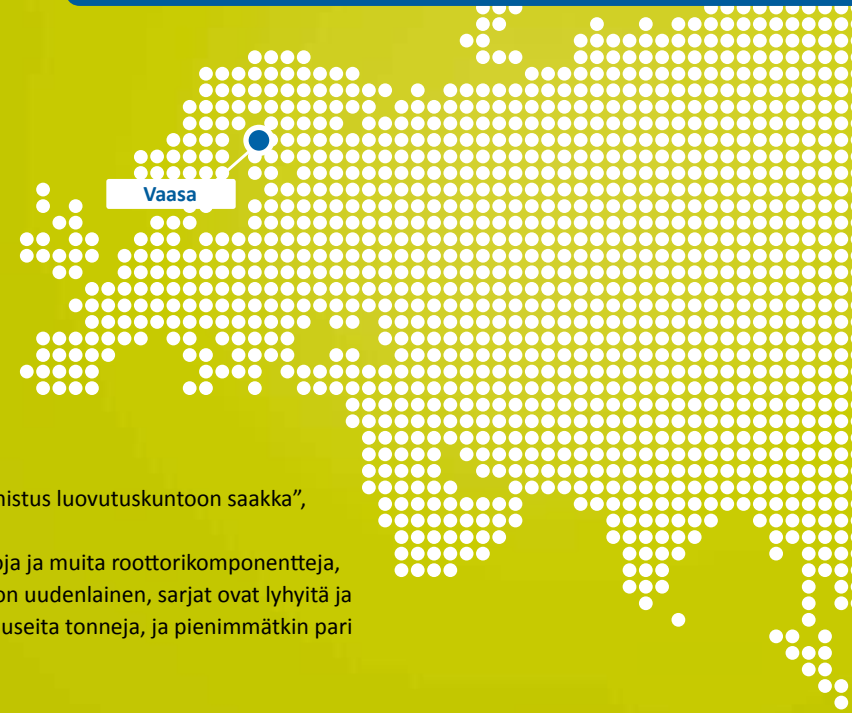 Vaasa
nistus luovutuskuntoon saakka”,
oja ja muita roottorikomponentteja,
on uudenlainen, sarjat ovat lyhyitä ja
useita tonneja, ja pienimmätkin pari